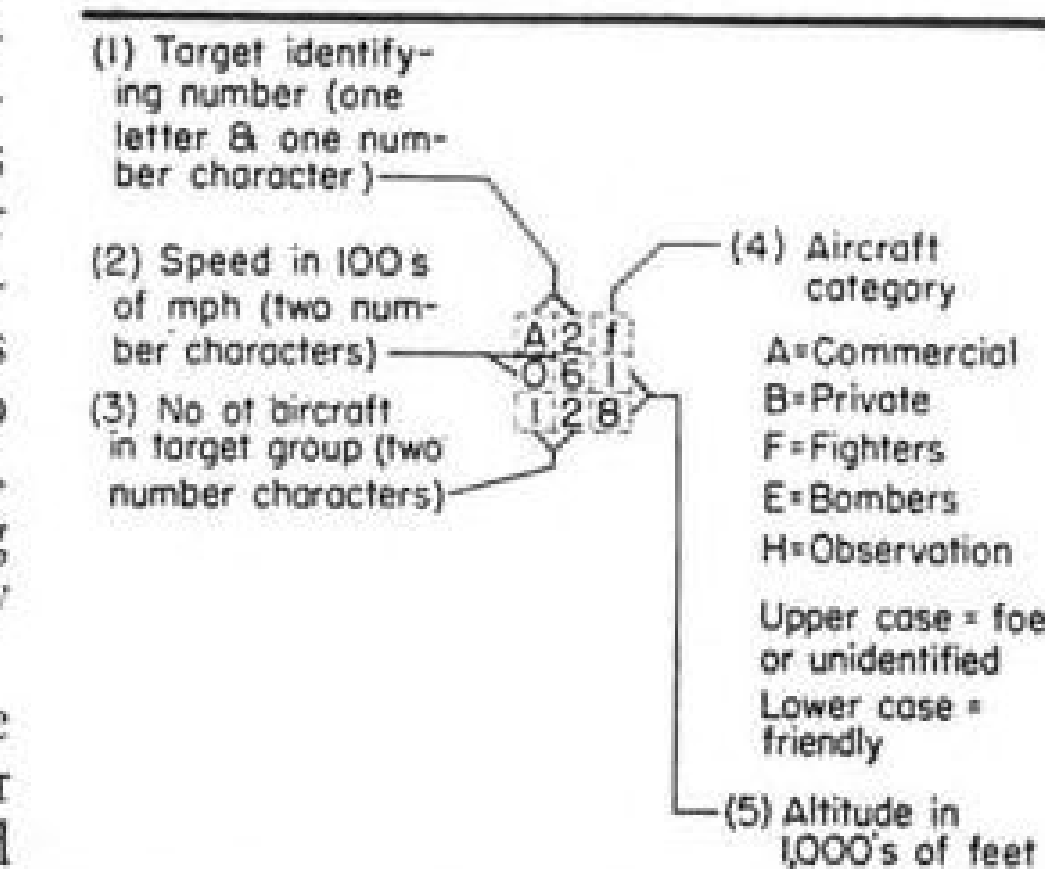 (1) Target identify-
ing number (one
letter & one num-
ber character)
(2) Speed in 100s
of mph (two num-
ber characters)
(3) No of aircraft
in target group (two
number characters)
A 2 f
0 6 1
1 2 8
(4) Aircraft
category
A=Commercial
B=Private
F=Fighters
E=Bombers
H=Observation
Upper case = foe
or unidentified
Lower case =
friendly
(5) Altitude in
1,000's of feet